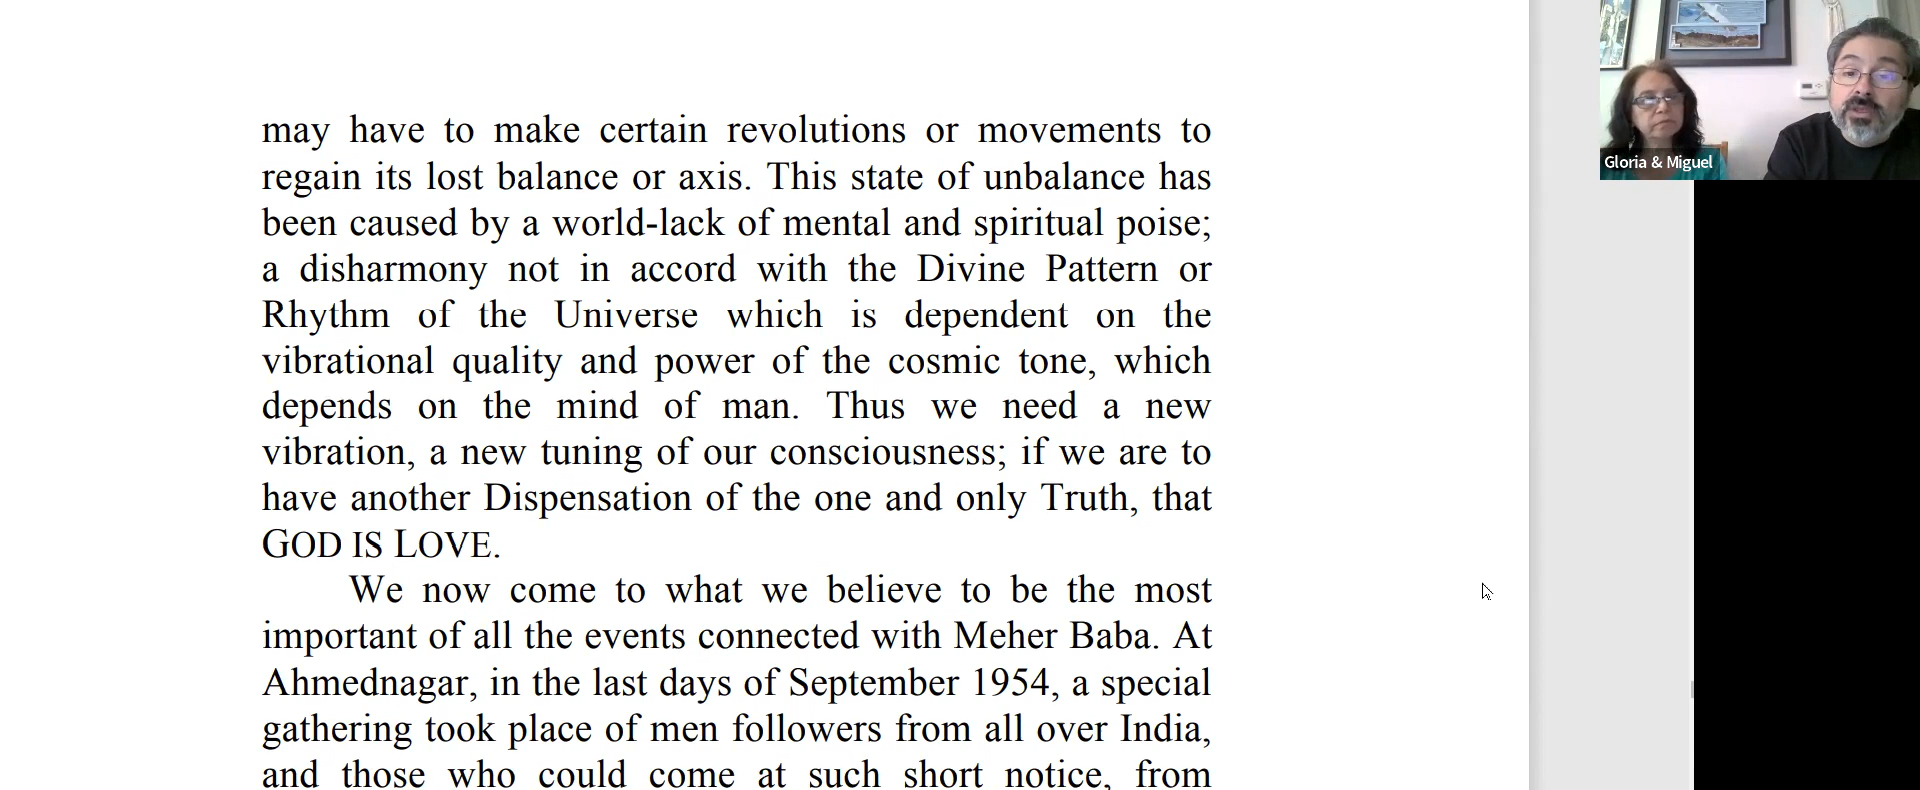 may have to make certain revolutions or movements to
regain its lost balance or axis. This state of unbalance has
been caused by a world-lack of mental and spiritual poise;
a disharmony not in accord with the Divine Pattern or
Rhythm of the Universe which is dependent on the
vibrational quality and power of the cosmic tone, which
depends on the mind of man. Thus we need a new
vibration, a new tuning of our consciousness; if we are to
have another Dispensation of the one and only Truth, that
GOD IS LOVE.
We now come to what we believe to be the most
important of all the events connected with Meher Baba. At
Ahmednagar, in the last days of September 1954, a special
gathering took place of men followers from all over India,
and those who could come at such short notice, from
Gloria & Miguel